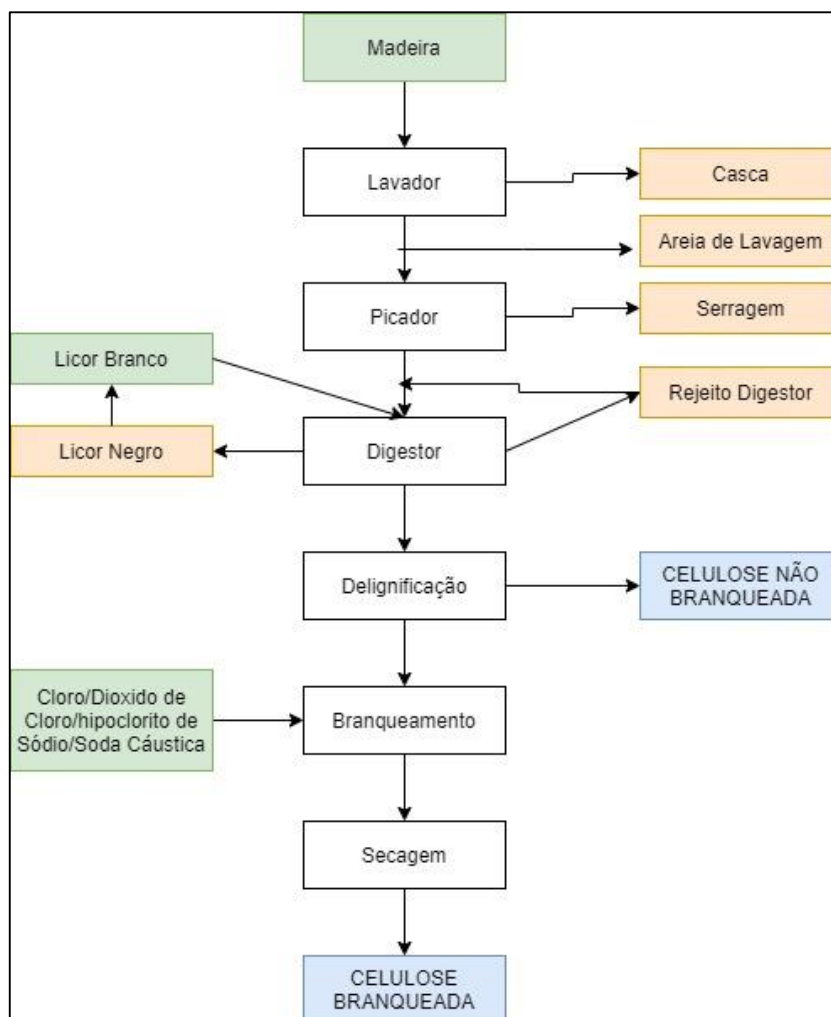 Madeira
Lavador
Casca
Areia de Lavagem
Picador
Serragem
Licor Branco
Rejeito Digestor
Licor Negro
Digestor
Delignificação
CELULOSE NÃO
BRANQUEADA
Cloro/Dioxido de
Cloro/hipoclorito de
Sódio/Soda Cáustica
Branqueamento
Secagem
CELULOSE
BRANQUEADA